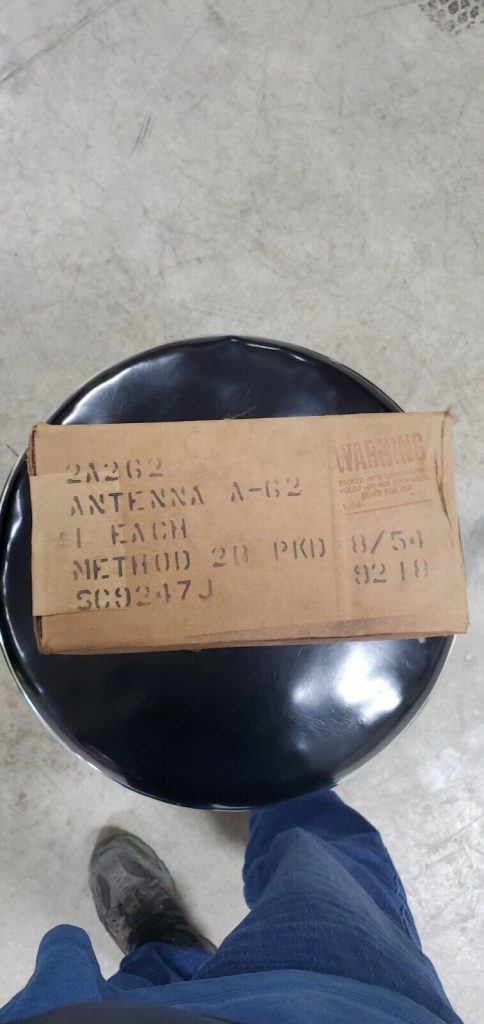 2A262
ANTENNA A-62
1 EACH
METHOD 2B PKD 8/54
SC9247J 9218
WARNING